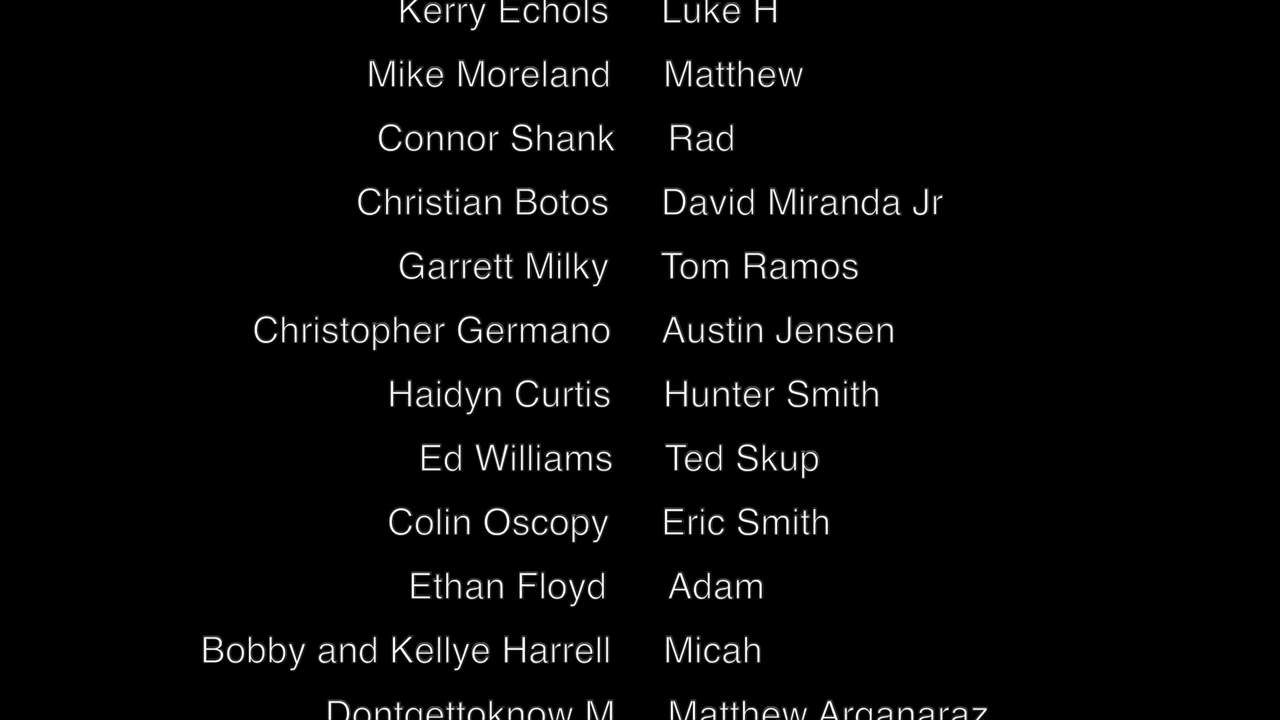 Kerry Echols Luke H
Mike Moreland Matthew
Connor Shank Rad
Christian Botos David Miranda Jr
Garrett Milky Tom Ramos
Christopher Germano Austin Jensen
Haidyn Curtis Hunter Smith
Ed Williams Ted Skup
Colin Oscopy Eric Smith
Ethan Floyd Adam
Bobby and Kellye Harrell Micah
Dontgettoknow M Matthew Arganaraz